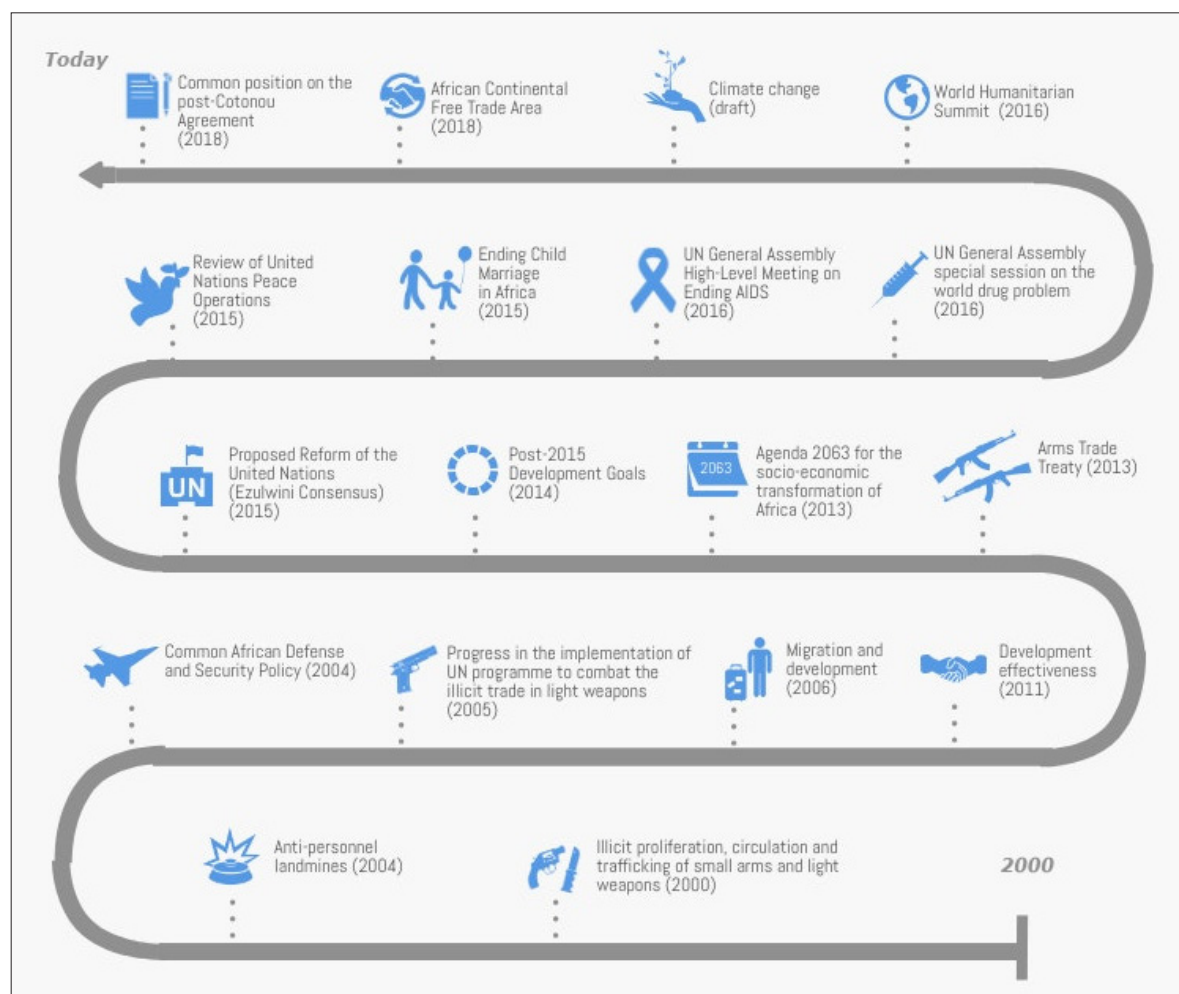 Today
Common position on the
post-Cotonou
Agreement
(2018)
African Continental
Free Trade Area
(2018)
Climate change
(draft)
World Humanitarian
Summit (2016)
Review of United
Nations Peace
Operations
(2015)
Ending Child
Marriage
in Africa
(2015)
UN General Assembly
High-Level Meeting on
Ending AIDS
(2016)
UN General Assembly
special session on the
world drug problem
(2016)
UN
Proposed Reform of the
United Nations
(Ezulwini Consensus)
(2015)
Post-2015
Development Goals
(2014)
2063
Agenda 2063 for the
socio-economic
transformation of
Africa (2013)
Arms Trade
Treaty (2013)
Common African Defense
and Security Policy (2004)
Progress in the implementation of
UN programme to combat the
illicit trade in light weapons
(2005)
Migration and
development
(2006)
Development
effectiveness
(2011)
Anti-personnel
landmines (2004)
Illicit proliferation, circulation and
trafficking of small arms and light
weapons (2000)
2000